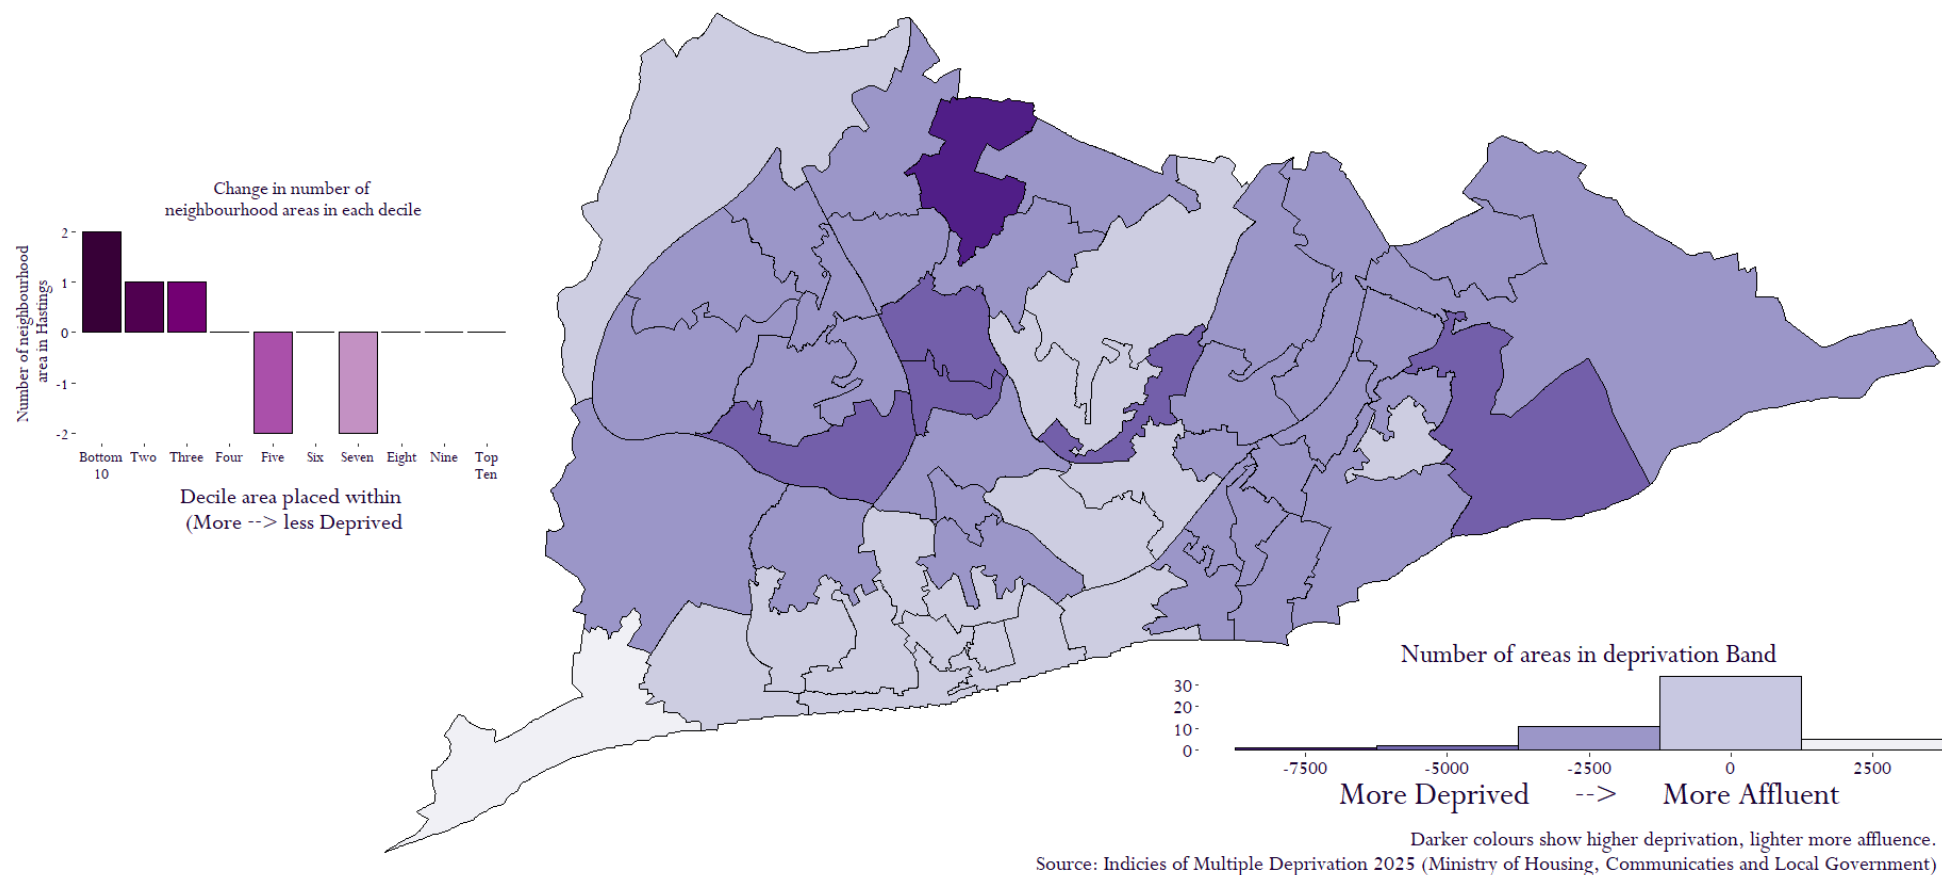 Change in number of
neighbourhood areas in each decile
Number of neighbourhood
area in Hastings
2
1
0
-1
-2
Bottom Two Three Four Five Six Seven Eight Nine Top
10 Ten
Decile area placed within
(More --> less Deprived
Number of areas in deprivation Band
30
20
10
0
-7500 -5000 -2500 0 2500
More Deprived --> More Affluent
Darker colours show higher deprivation, lighter more affluence.
Source: Indicies of Multiple Deprivation 2025 (Ministry of Housing, Communicaties and Local Government)